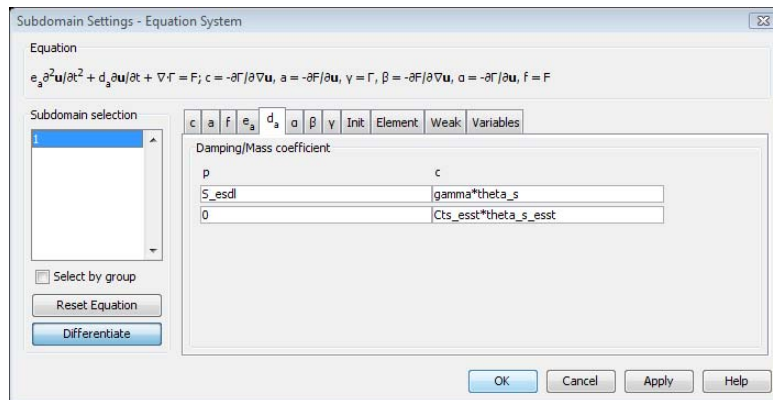 Subdomain Settings - Equation System
Equation
eₐ∂²u/∂t² + dₐ∂u/∂t + ∇·Γ = F; c = -∂Γ/∂∇u, a = -∂F/∂u, γ = Γ, β = -∂F/∂∇u, α = -∂Γ/∂u, f = F
Subdomain selection
1
Select by group
Reset Equation
Differentiate
c a f eₐ dₐ α β γ Init Element Weak Variables
Damping/Mass coefficient
p c
S_esdl gamma*theta_s
0 Cts_esst*theta_s_esst
OK Cancel Apply Help